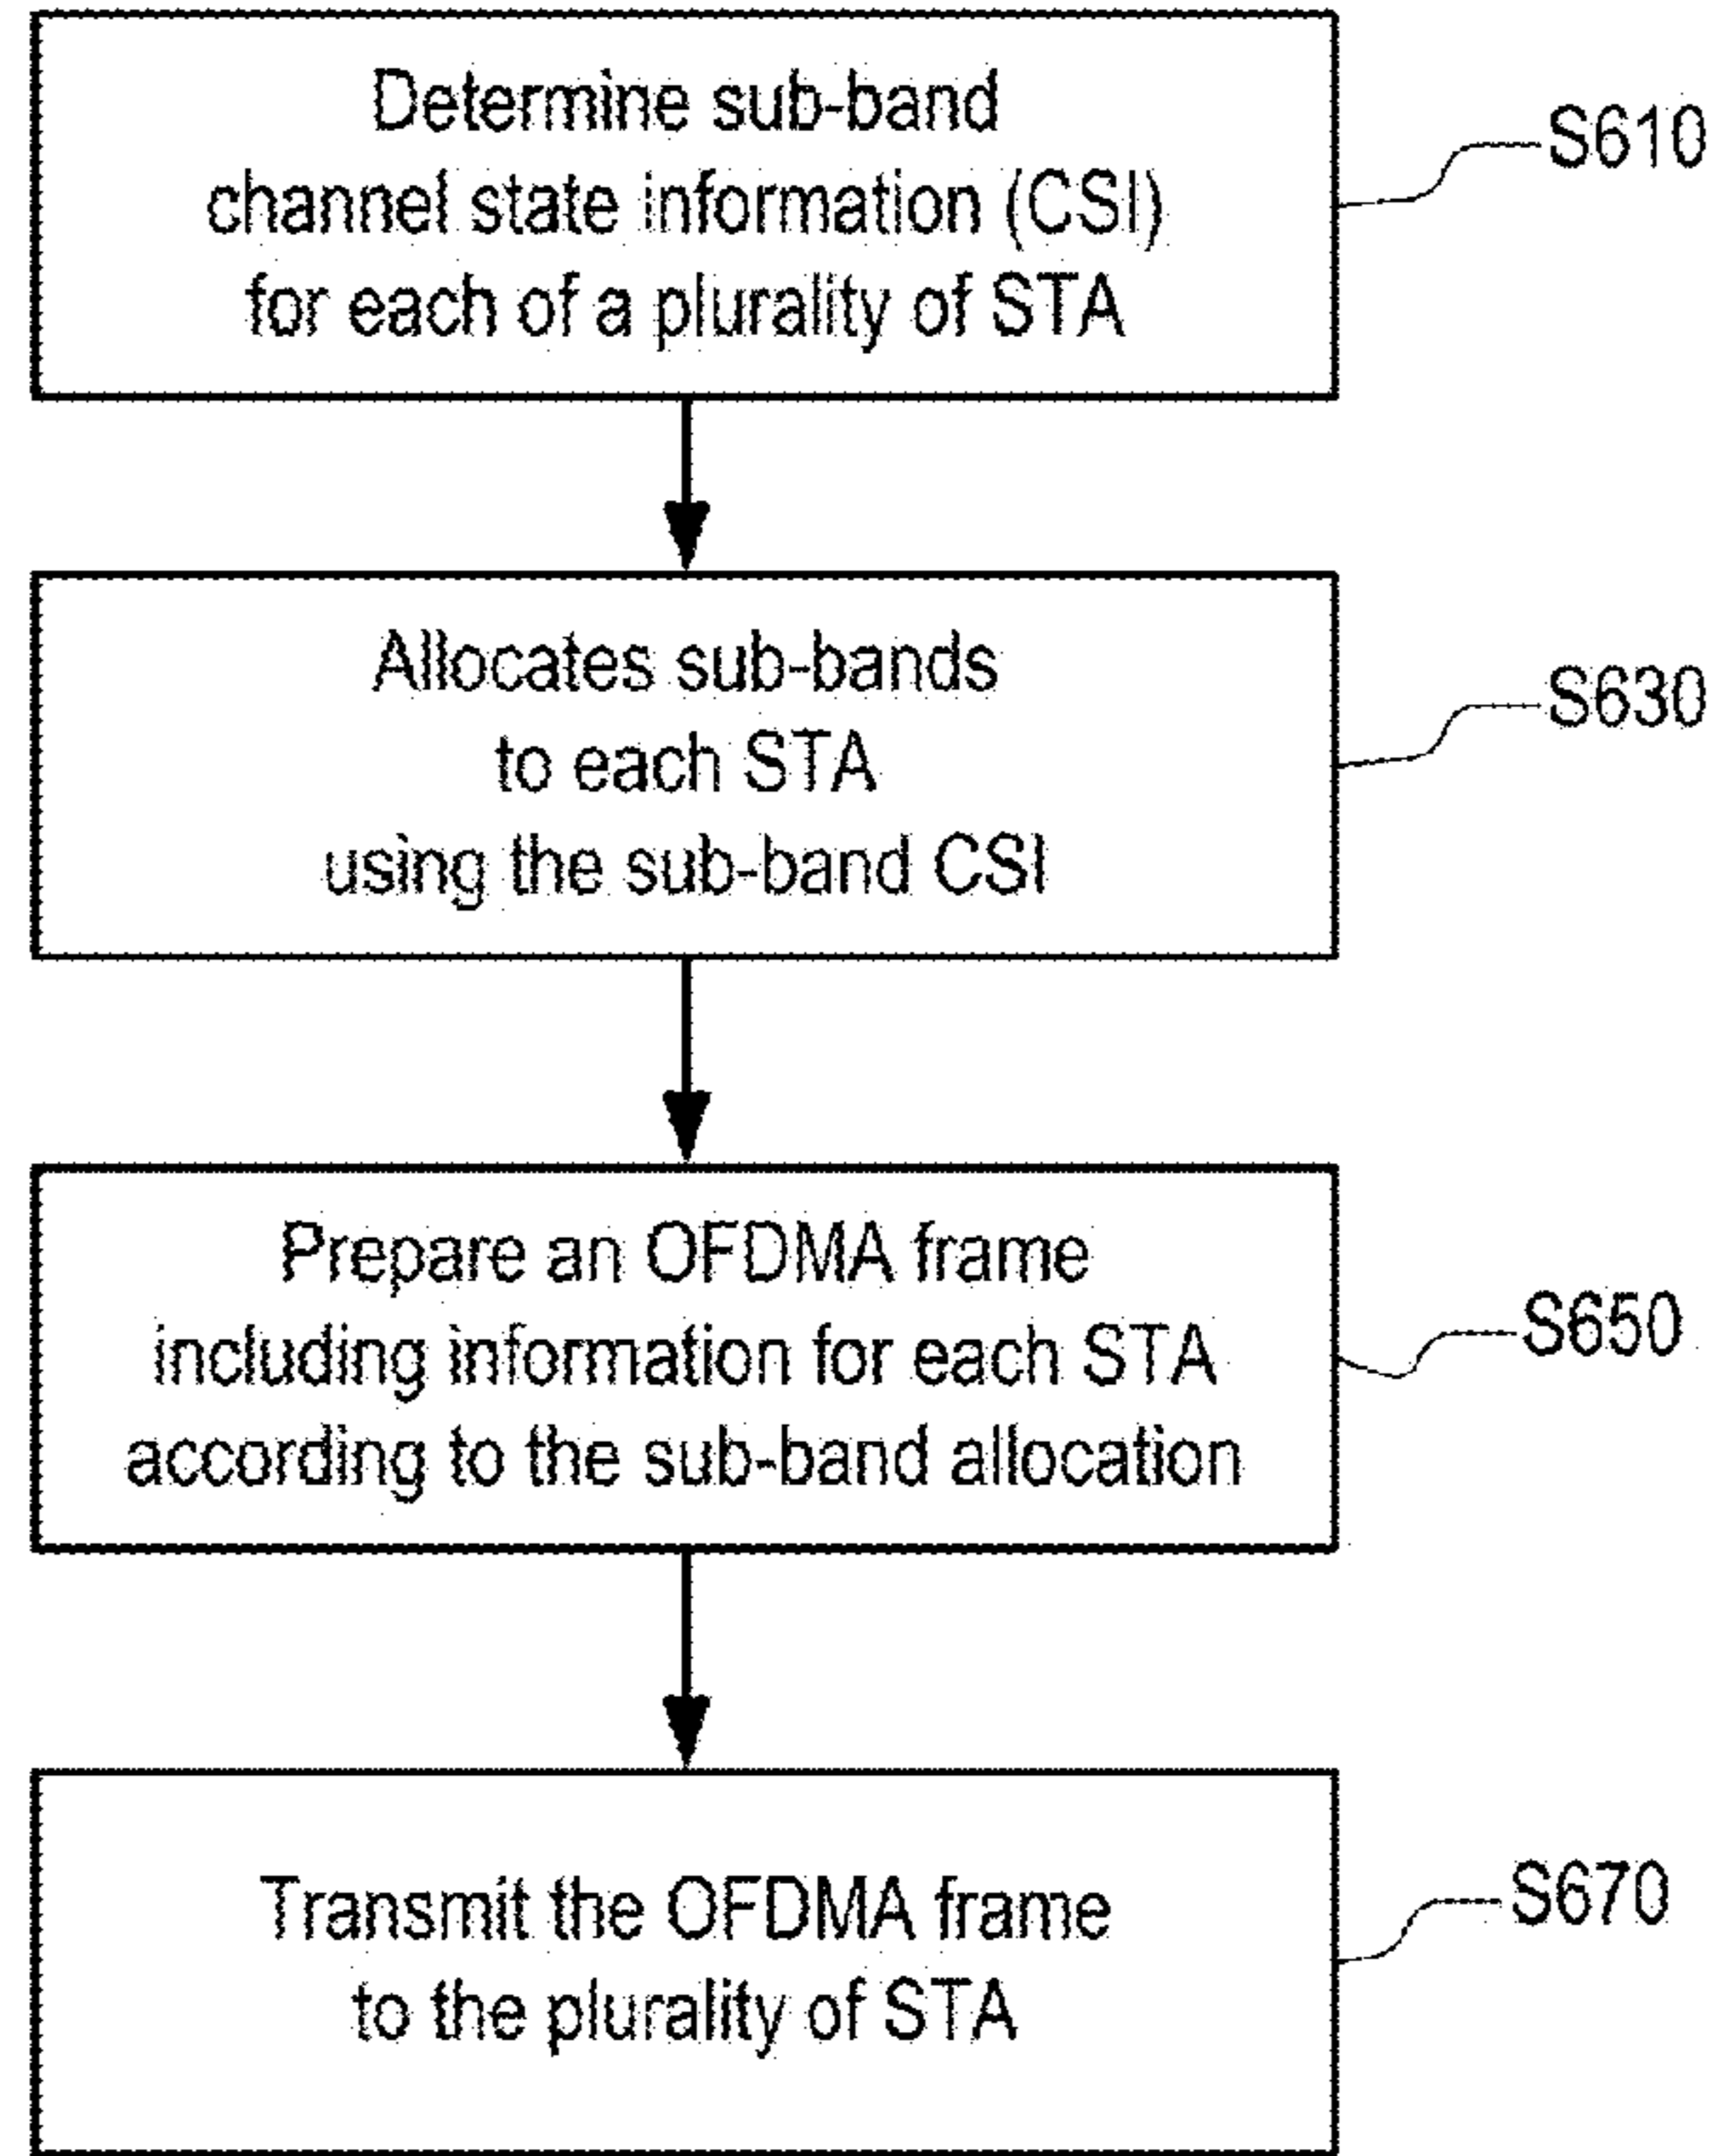 Determine sub-band
channel state information (CSI)
for each of a plurality of STA
S610
Allocates sub-bands
to each STA
using the sub-band CSI
S630
Prepare an OFDMA frame
including information for each STA
according to the sub-band allocation
S650
Transmit the OFDMA frame
to the plurality of STA
S670